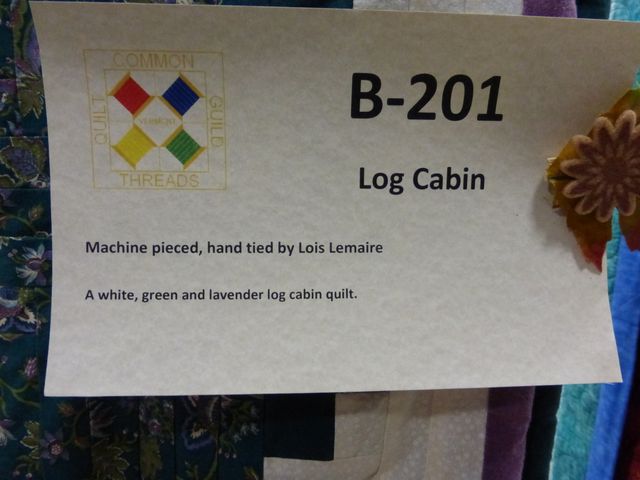 COMMON
QUILT
GUILD
VERMONT
THREADS
B-201
Log Cabin
Machine pieced, hand tied by Lois Lemaire
A white, green and lavender log cabin quilt.